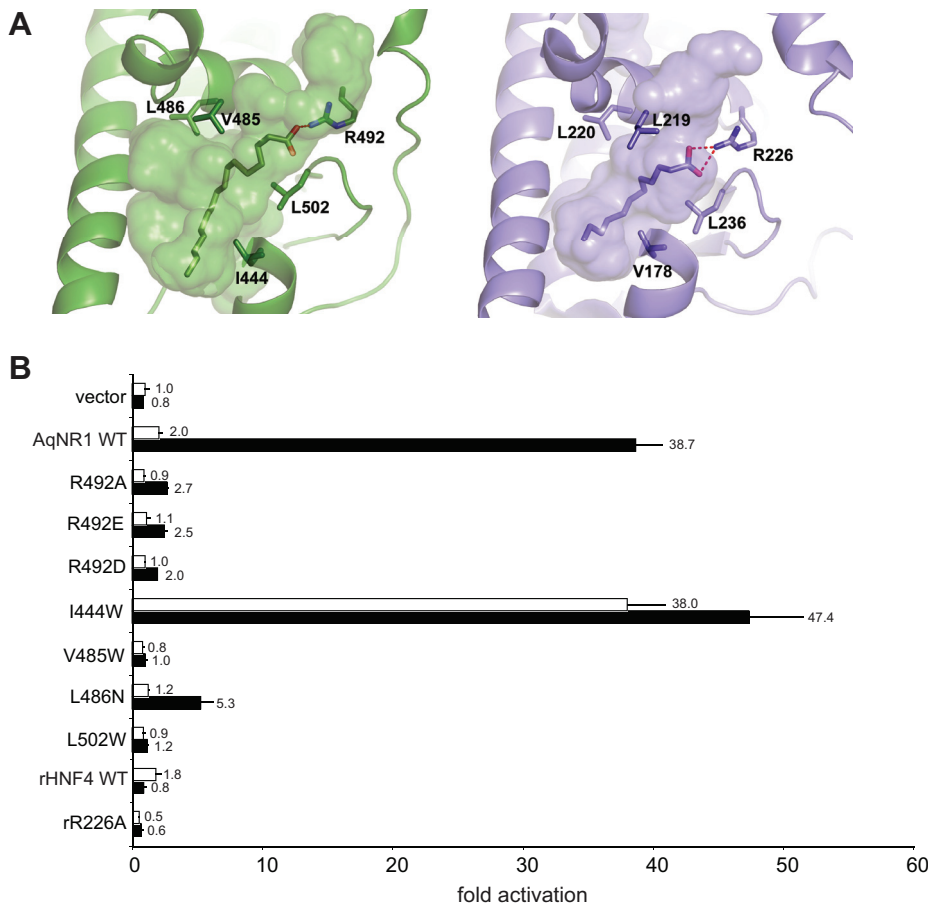 A
L486
V485
R492
L502
I444
L220
L219
R226
L236
V178
B
vector
1.0
0.8
AqNR1 WT
2.0
38.7
R492A
0.9
2.7
R492E
1.1
2.5
R492D
1.0
2.0
I444W
38.0
47.4
V485W
0.8
1.0
L486N
1.2
5.3
L502W
0.9
1.2
rHNF4 WT
1.8
0.8
rR226A
0.5
0.6
0 10 20 30 40 50 60
fold activation